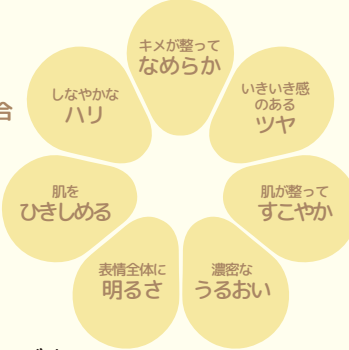 キメが整って
なめらか
いきいき感
のある
ツヤ
肌が整って
すこやか
濃密な
うるおい
表情全体に
明るさ
肌を
ひきしめる
しなやかな
ハリ
合